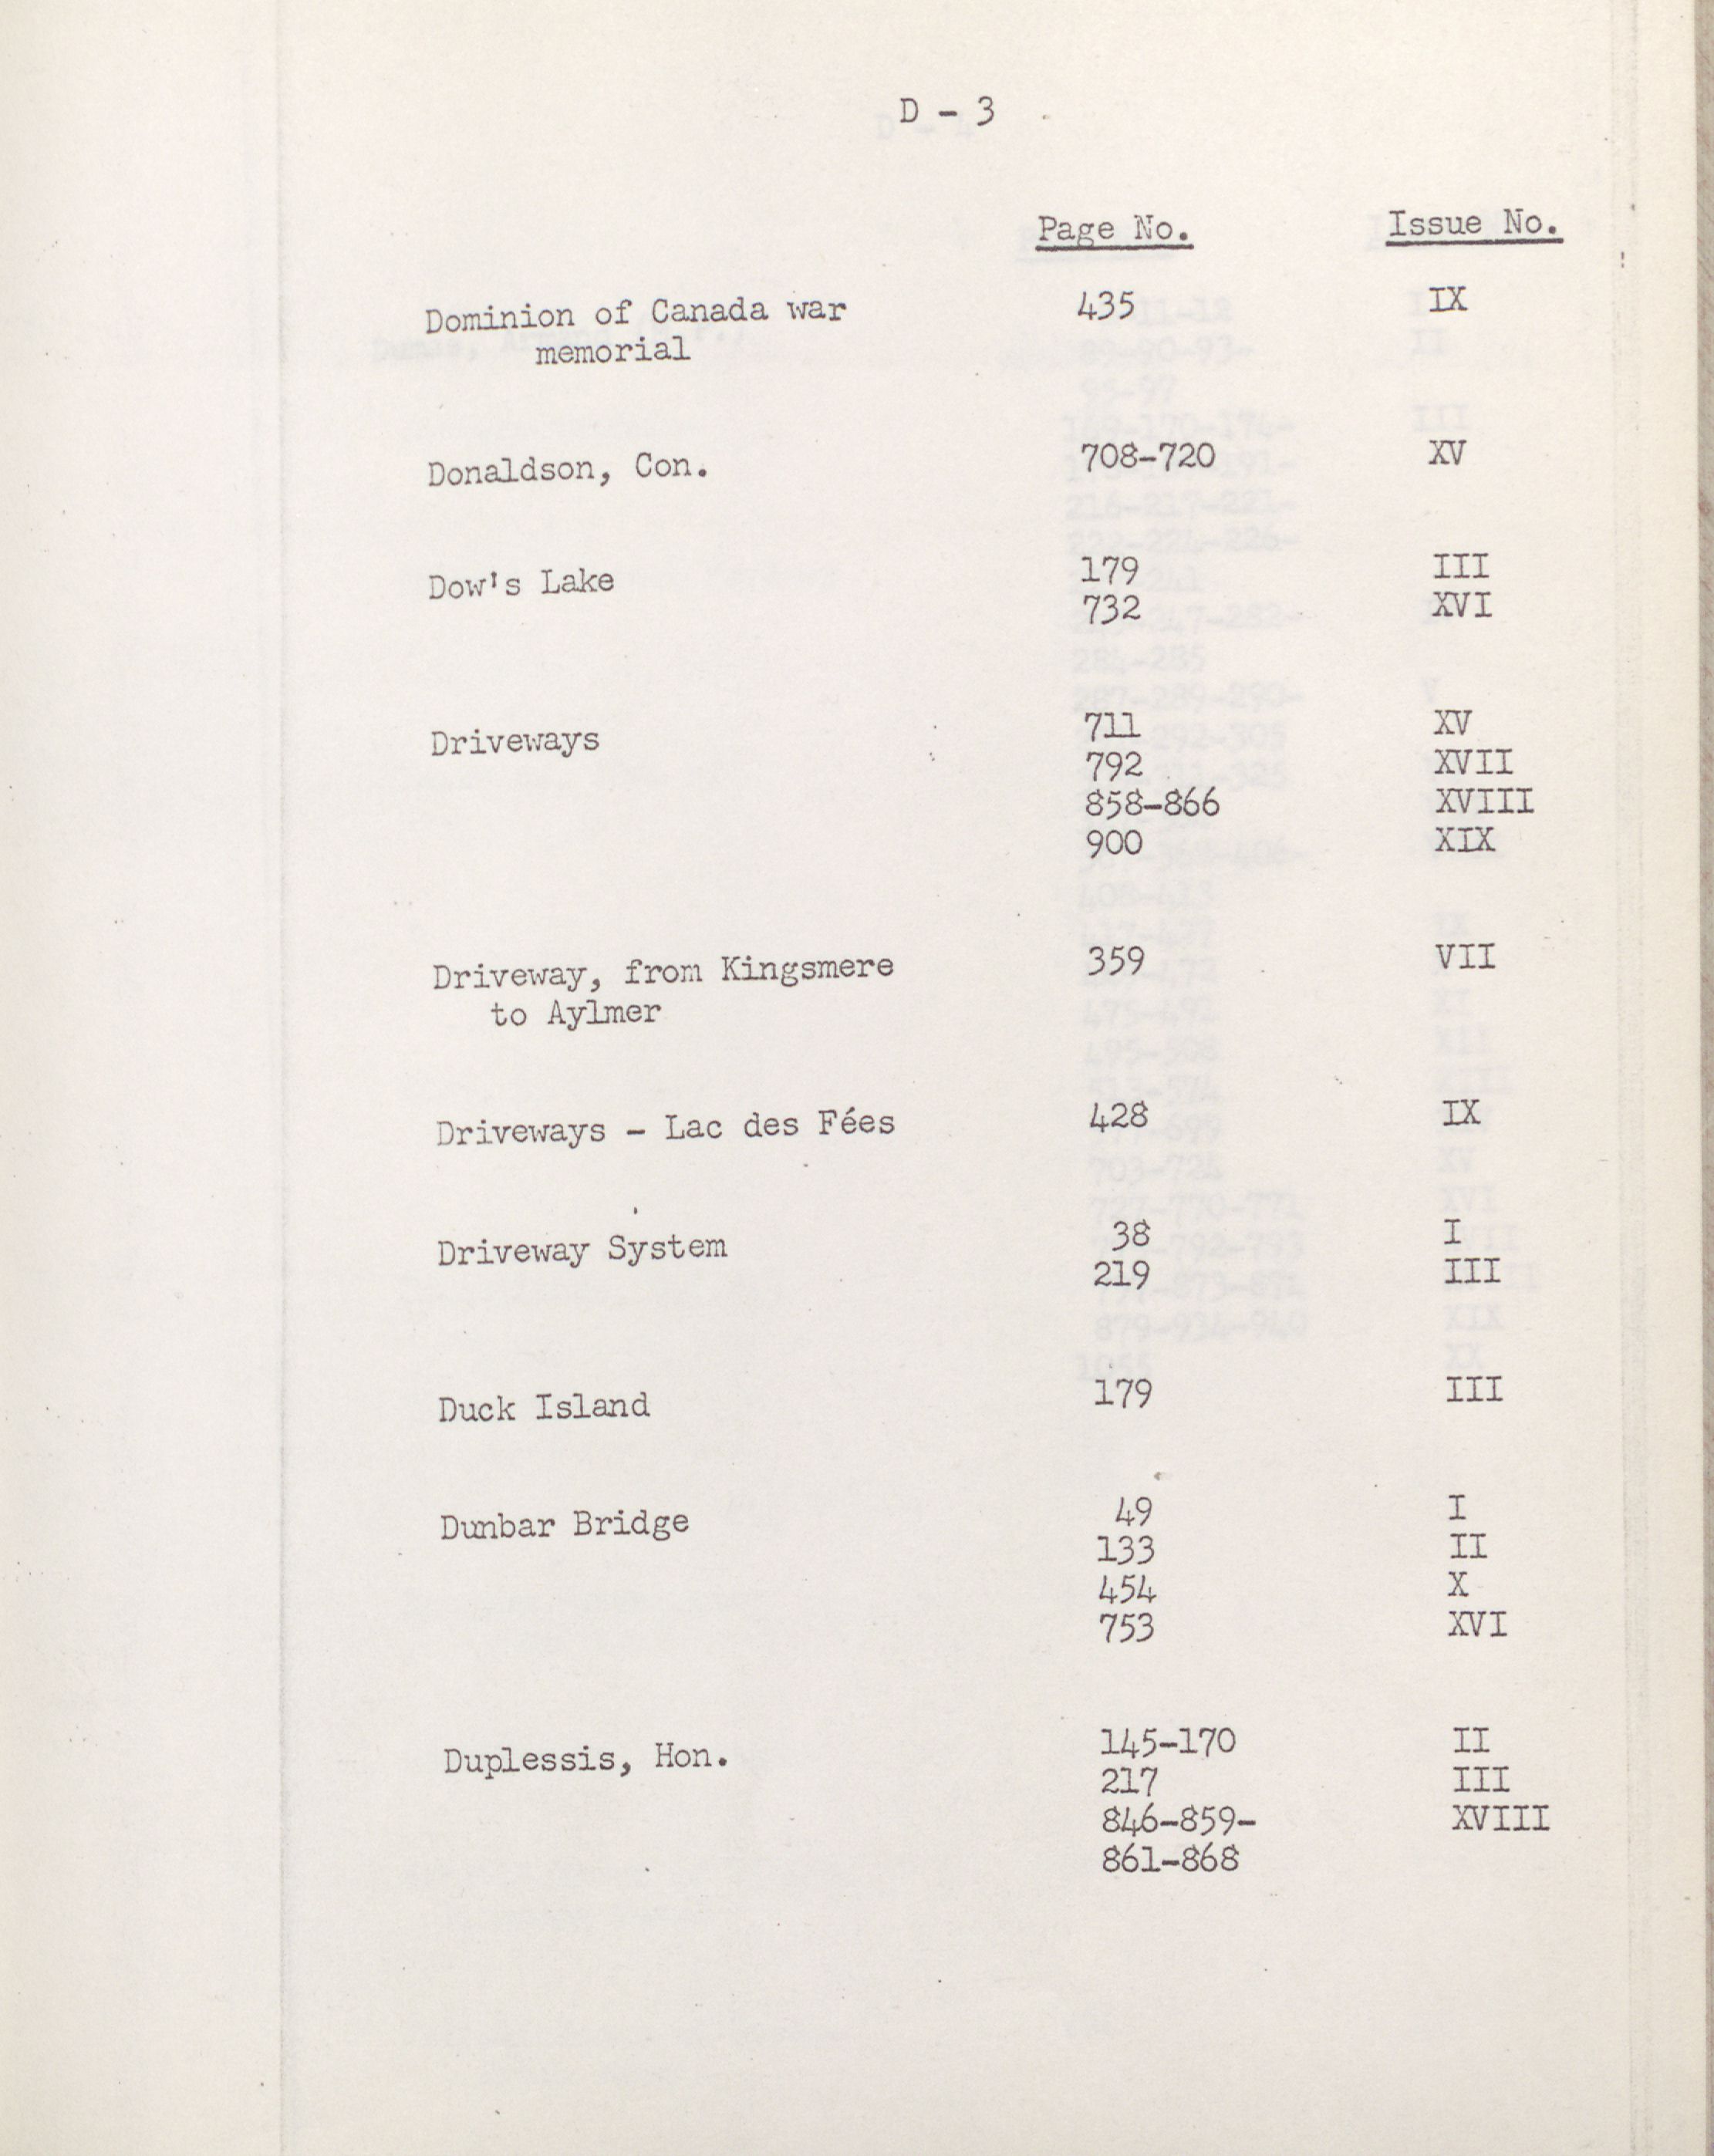 D - 3
Page No. Issue No.
Dominion of Canada war 435 IX
memorial
Donaldson, Con. 708-720 XV
Dow's Lake 179 III
732 XVI
Driveways 711 XV
792 XVII
858-866 XVIII
900 XIX
Driveway, from Kingsmere 359 VII
to Aylmer
Driveways - Lac des Fées 428 IX
Driveway System 38 I
219 III
Duck Island 179 III
Dunbar Bridge 49 I
133 II
454 X
753 XVI
Duplessis, Hon. 145-170 II
217 III
846-859- XVIII
861-868